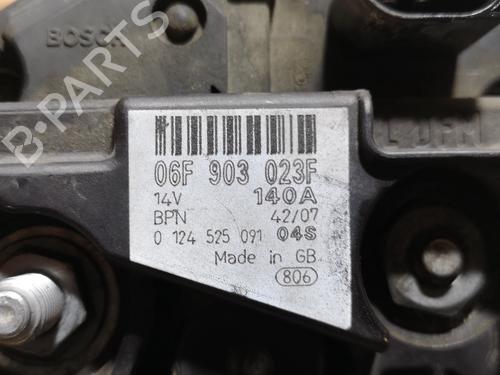 BOSCH
B-PARTS
L DFM
06F 903 023F
14V 140A
BPN 42/07
0 124 525 091 04S
Made in GB
806